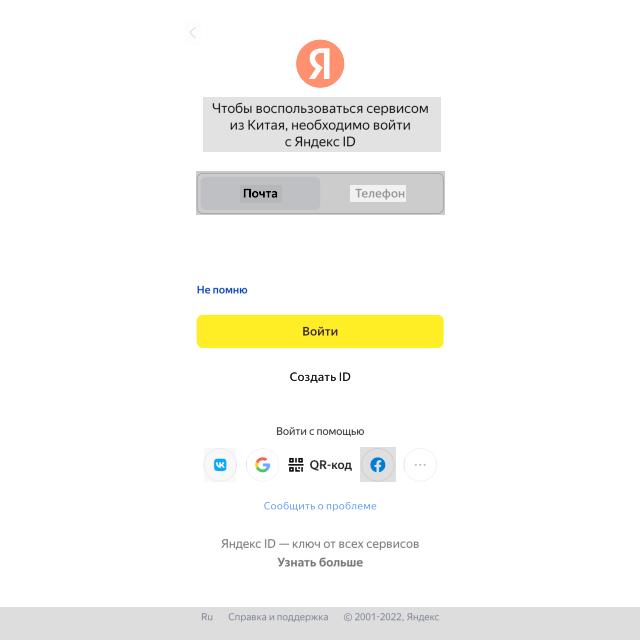 Я
Чтобы воспользоваться сервисом
из Китая, необходимо войти
с Яндекс ID
Почта
Телефон
Не помню
Войти
Создать ID
Войти с помощью
QR-код
Сообщить о проблеме
Яндекс ID — ключ от всех сервисов
Узнать больше
Ru Справка и поддержка © 2001-2022, Яндекс